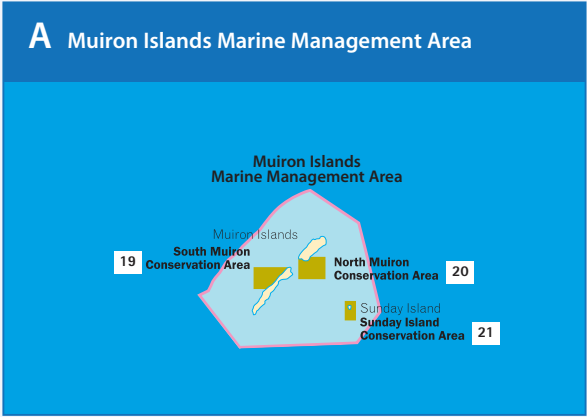 A Muiron Islands Marine Management Area
Muiron Islands
Marine Management Area
Muiron Islands
19
South Muiron
Conservation Area
North Muiron
Conservation Area
20
Sunday Island
Sunday Island
Conservation Area
21